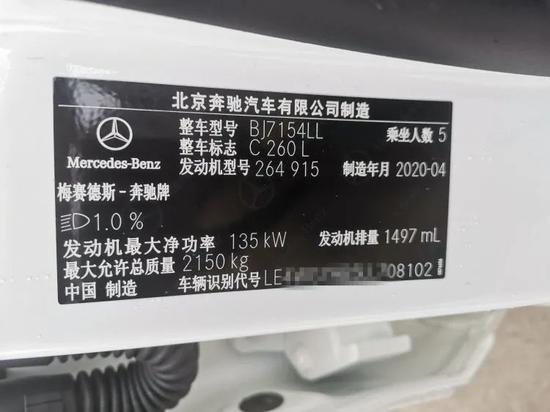 北京奔驰汽车有限公司制造
整车型号 BJ7154LL 乘坐人数 5
整车标志 C 260 L
Mercedes-Benz 发动机型号 264 915 制造年月 2020-04
梅赛德斯-奔驰牌
1.0 %
发动机最大净功率 135 kW 发动机排量 1497 mL
最大允许总质量 2150 kg
中国 制造 车辆识别代号 LE 08102